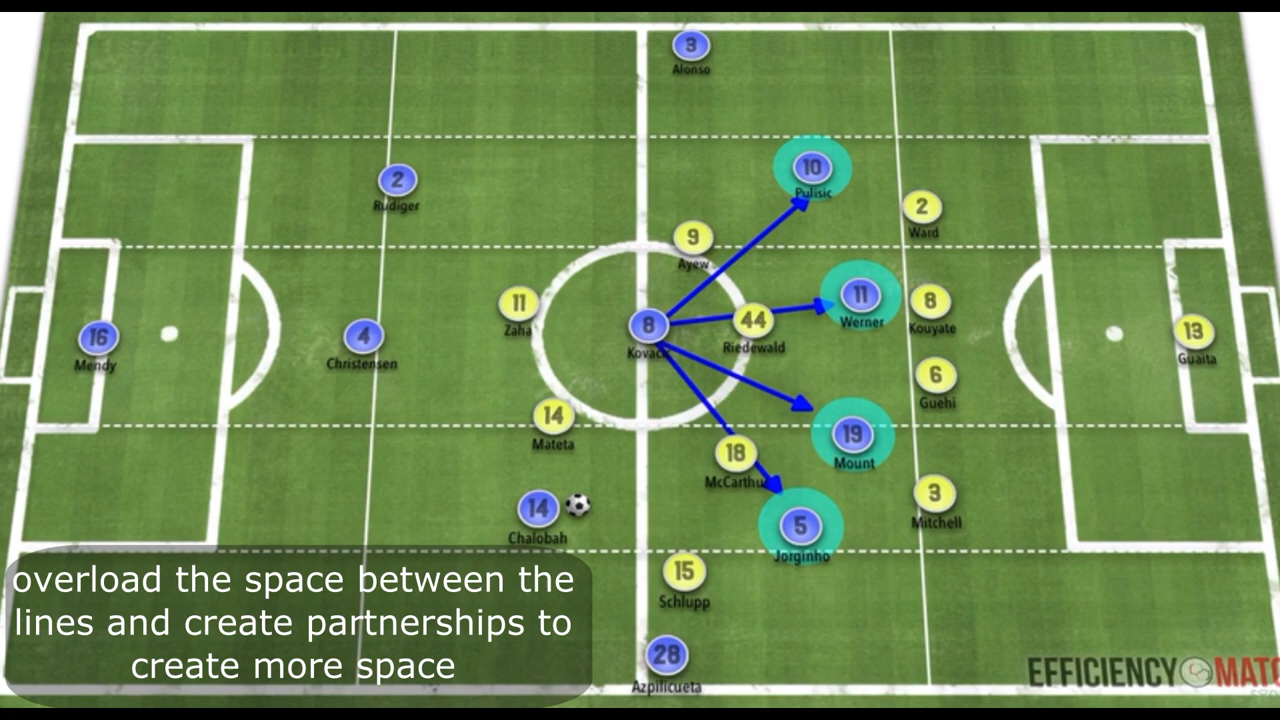 3
Alonso
10
Pulisic
2
Rudiger
2
Ward
9
Ayew
11
Zaha
11
Werner
8
Kouyate
8
Kovacic
44
Riedewald
16
Mendy
4
Christensen
13
Guaita
6
Guehi
14
Mateta
19
Mount
18
McCarthu
3
Mitchell
14
Chalobah
5
Jorginho
15
Schlupp
28
Azpilicueta
overload the space between the
lines and create partnerships to
create more space
EFFICIENCY MATC